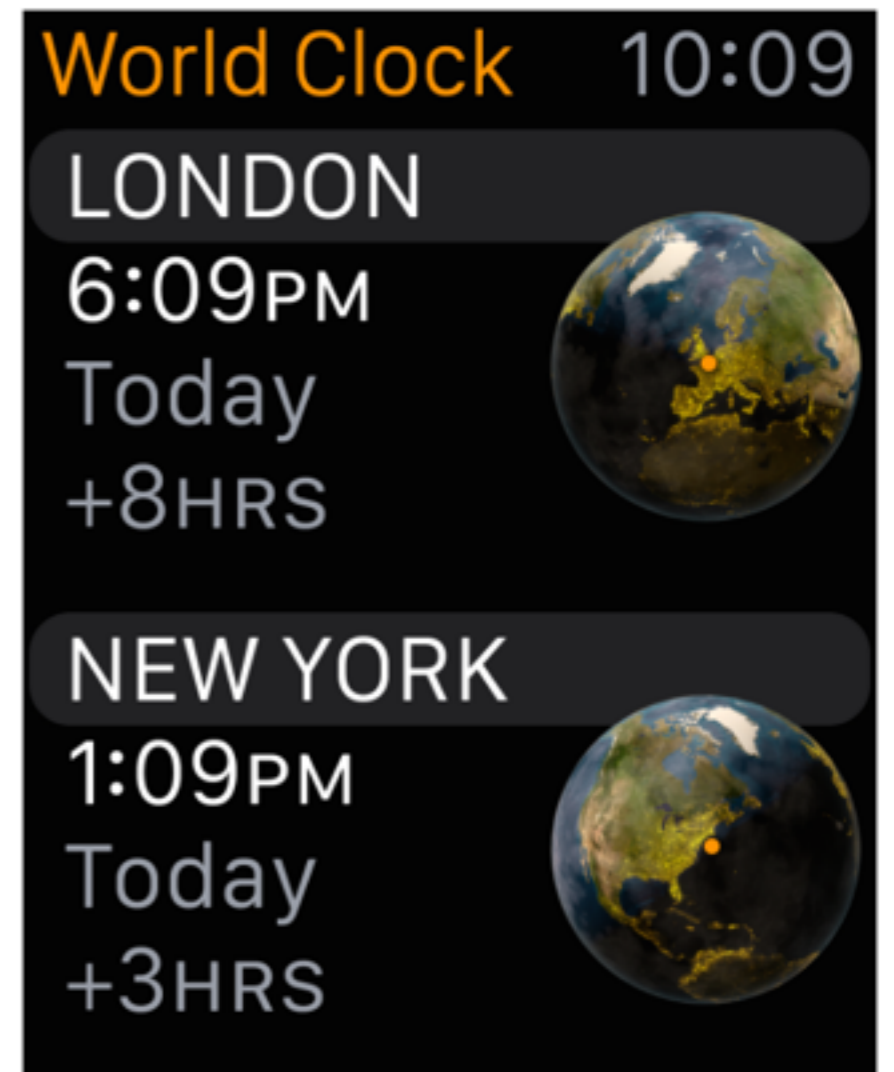 World Clock 10:09
LONDON
6:09PM
Today
+8HRS
NEW YORK
1:09PM
Today
+3HRS